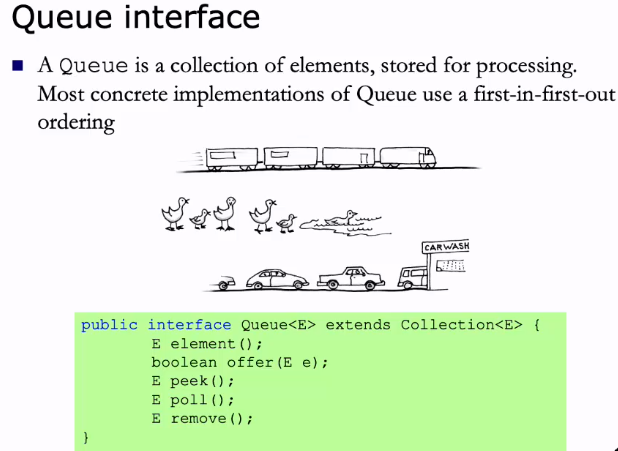 Queue interface
A Queue is a collection of elements, stored for processing.
Most concrete implementations of Queue use a first-in-first-out
ordering
CARWASH
public interface Queue<E> extends Collection<E> {
E element();
boolean offer(E e);
E peek();
E poll();
E remove();
}